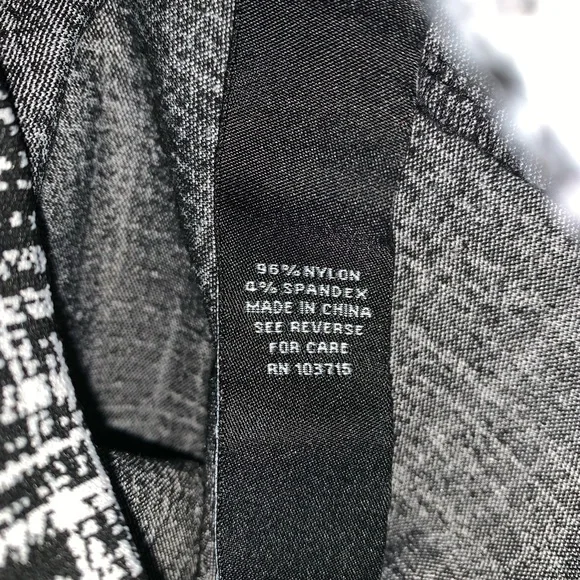 96% NYLON
4% SPANDEX
MADE IN CHINA
SEE REVERSE
FOR CARE
RN 103715